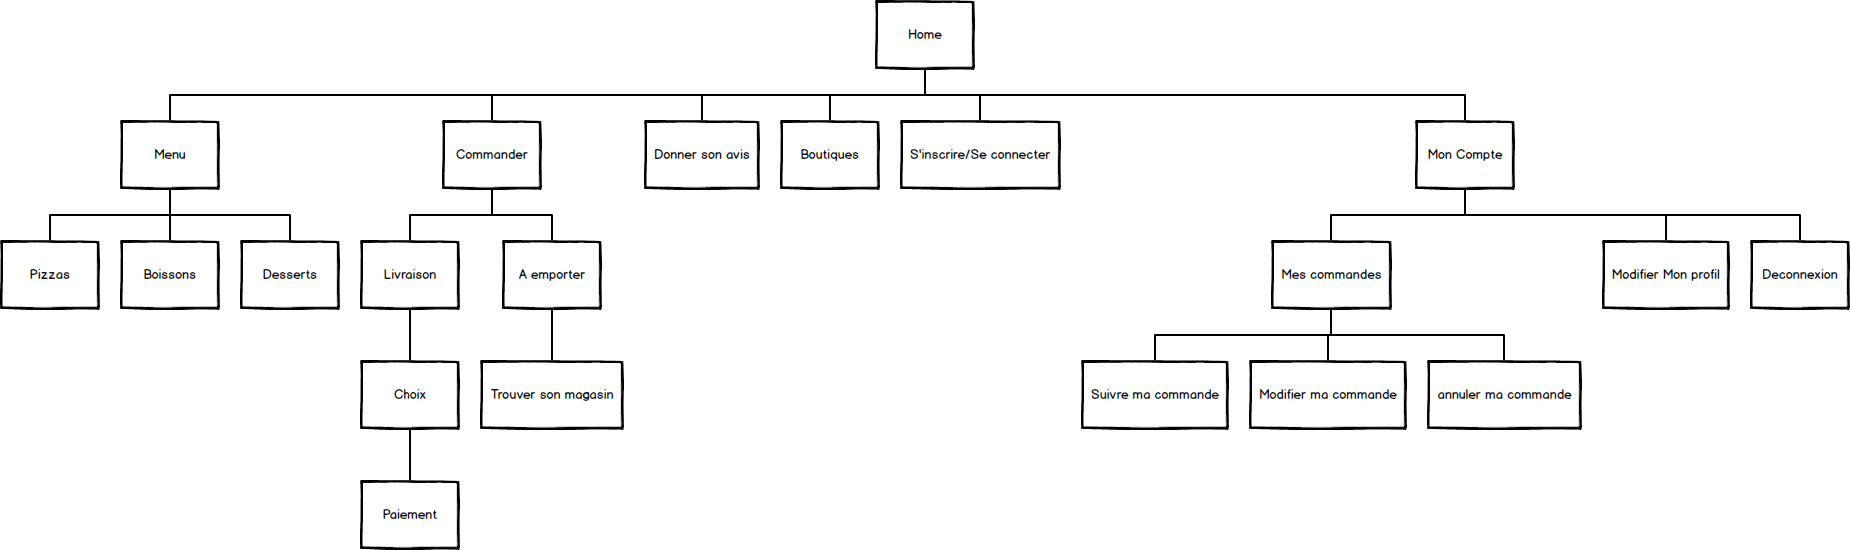 Home
Menu
Commander
Donner son avis
Boutiques
S'inscrire/Se connecter
Mon Compte
Pizzas
Boissons
Desserts
Livraison
A emporter
Mes commandes
Modifier Mon profil
Deconnexion
Choix
Trouver son magasin
Suivre ma commande
Modifier ma commande
annuler ma commande
Paiement